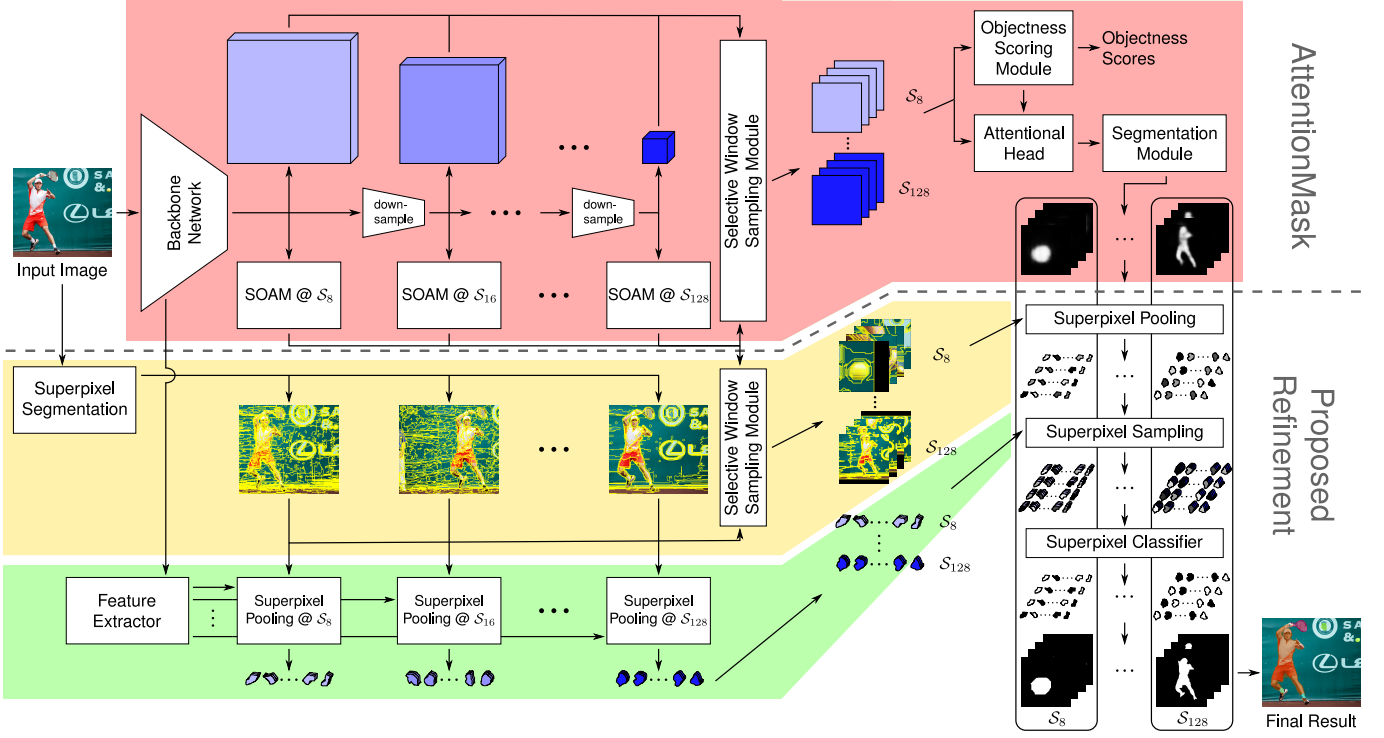 Objectness
Scoring
Module
Objectness
Scores
AttentionMask
Selective Window
Sampling Module
S8
Attentional
Head
Segmentation
Module
S128
Backbone
Network
down-
sample
...
down-
sample
Input Image
SOAM @ S8
SOAM @ S16
...
SOAM @ S128
Superpixel Pooling
S8
Superpixel
Segmentation
Selective Window
Sampling Module
Proposed
Refinement
S128
Superpixel Sampling
S8
S128
Superpixel Classifier
Feature
Extractor
Superpixel
Pooling @ S8
Superpixel
Pooling @ S16
...
Superpixel
Pooling @ S128
S8
S128
Final Result